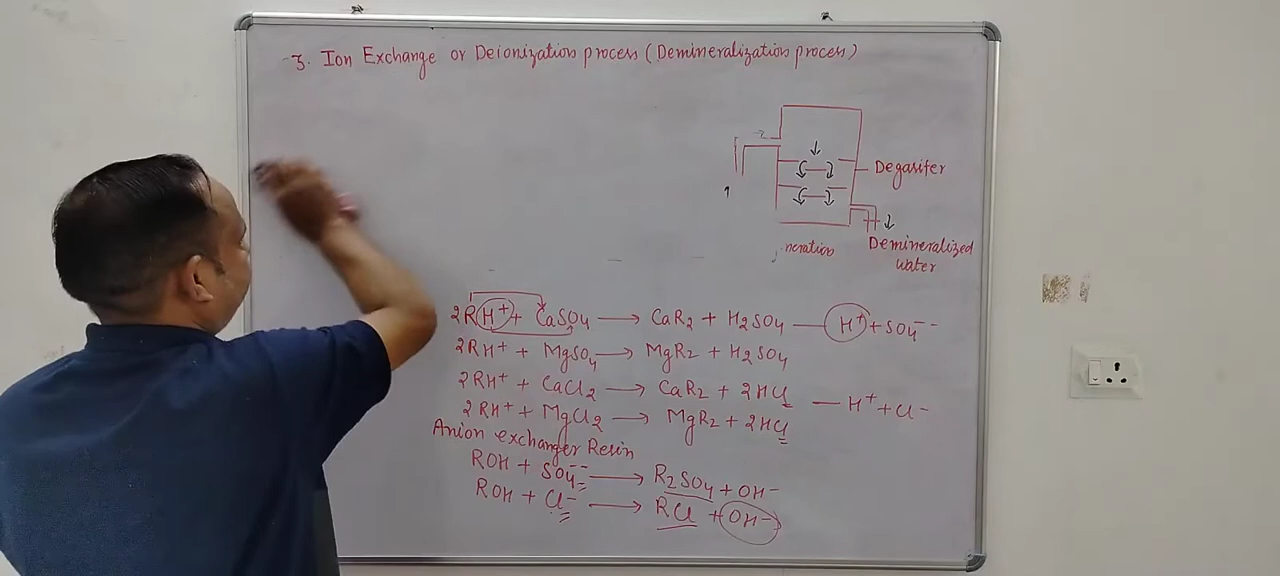 3. Ion Exchange or Deionization process (Demineralization process)
Degasifer
Demineralized
water
2RH⁺ + CaSO₄ ⟶ CaR₂ + H₂SO₄ — H⁺ + SO₄⁻⁻
2RH⁺ + MgSO₄ ⟶ MgR₂ + H₂SO₄
2RH⁺ + CaCl₂ ⟶ CaR₂ + 2HCl
— H⁺ + Cl⁻
2RH⁺ + MgCl₂ ⟶ MgR₂ + 2HCl
Anion exchanger Resin
ROH + SO₄⁻⁻ ⟶ R₂SO₄ + OH⁻
ROH + Cl⁻ ⟶ RCl + OH⁻